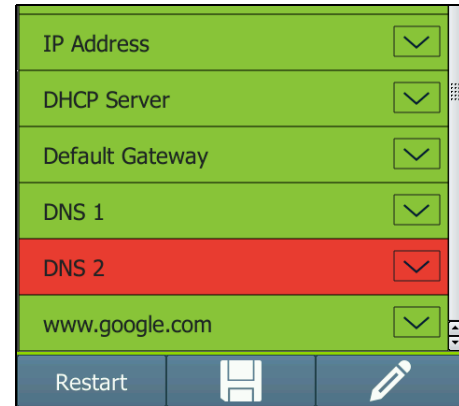 IP Address
DHCP Server
Default Gateway
DNS 1
DNS 2
www.google.com
Restart